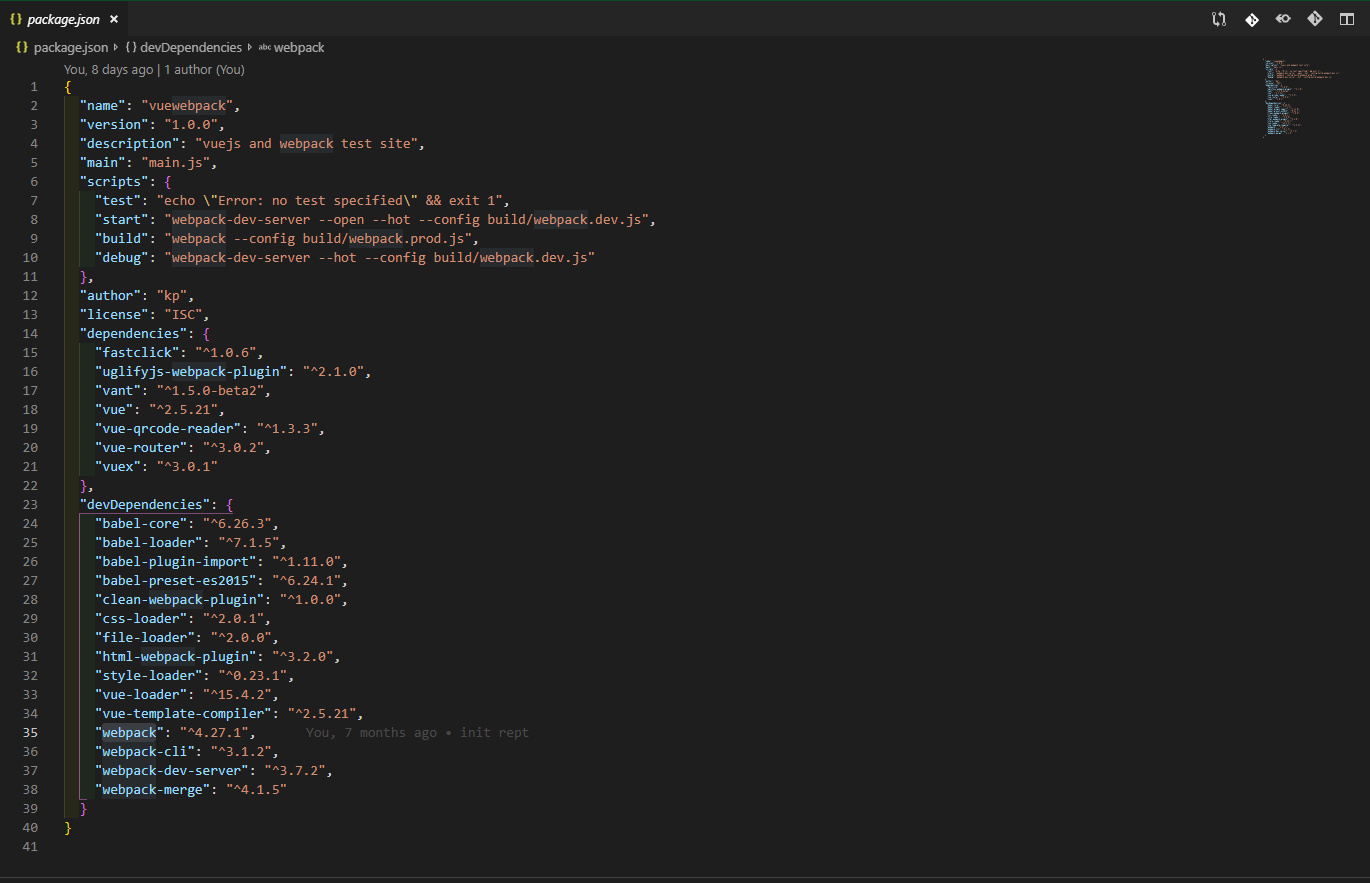 {} package.json ×
{} package.json › {} devDependencies › abc webpack
You, 8 days ago | 1 author (You)
1 {
2 "name": "vuewebpack",
3 "version": "1.0.0",
4 "description": "vuejs and webpack test site",
5 "main": "main.js",
6 "scripts": {
7 "test": "echo \"Error: no test specified\" && exit 1",
8 "start": "webpack-dev-server --open --hot --config build/webpack.dev.js",
9 "build": "webpack --config build/webpack.prod.js",
10 "debug": "webpack-dev-server --hot --config build/webpack.dev.js"
11 },
12 "author": "kp",
13 "license": "ISC",
14 "dependencies": {
15 "fastclick": "^1.0.6",
16 "uglifyjs-webpack-plugin": "^2.1.0",
17 "vant": "^1.5.0-beta2",
18 "vue": "^2.5.21",
19 "vue-qrcode-reader": "^1.3.3",
20 "vue-router": "^3.0.2",
21 "vuex": "^3.0.1"
22 },
23 "devDependencies": {
24 "babel-core": "^6.26.3",
25 "babel-loader": "^7.1.5",
26 "babel-plugin-import": "^1.11.0",
27 "babel-preset-es2015": "^6.24.1",
28 "clean-webpack-plugin": "^1.0.0",
29 "css-loader": "^2.0.1",
30 "file-loader": "^2.0.0",
31 "html-webpack-plugin": "^3.2.0",
32 "style-loader": "^0.23.1",
33 "vue-loader": "^15.4.2",
34 "vue-template-compiler": "^2.5.21",
35 "webpack": "^4.27.1", You, 7 months ago • init rept
36 "webpack-cli": "^3.1.2",
37 "webpack-dev-server": "^3.7.2",
38 "webpack-merge": "^4.1.5"
39 }
40 }
41